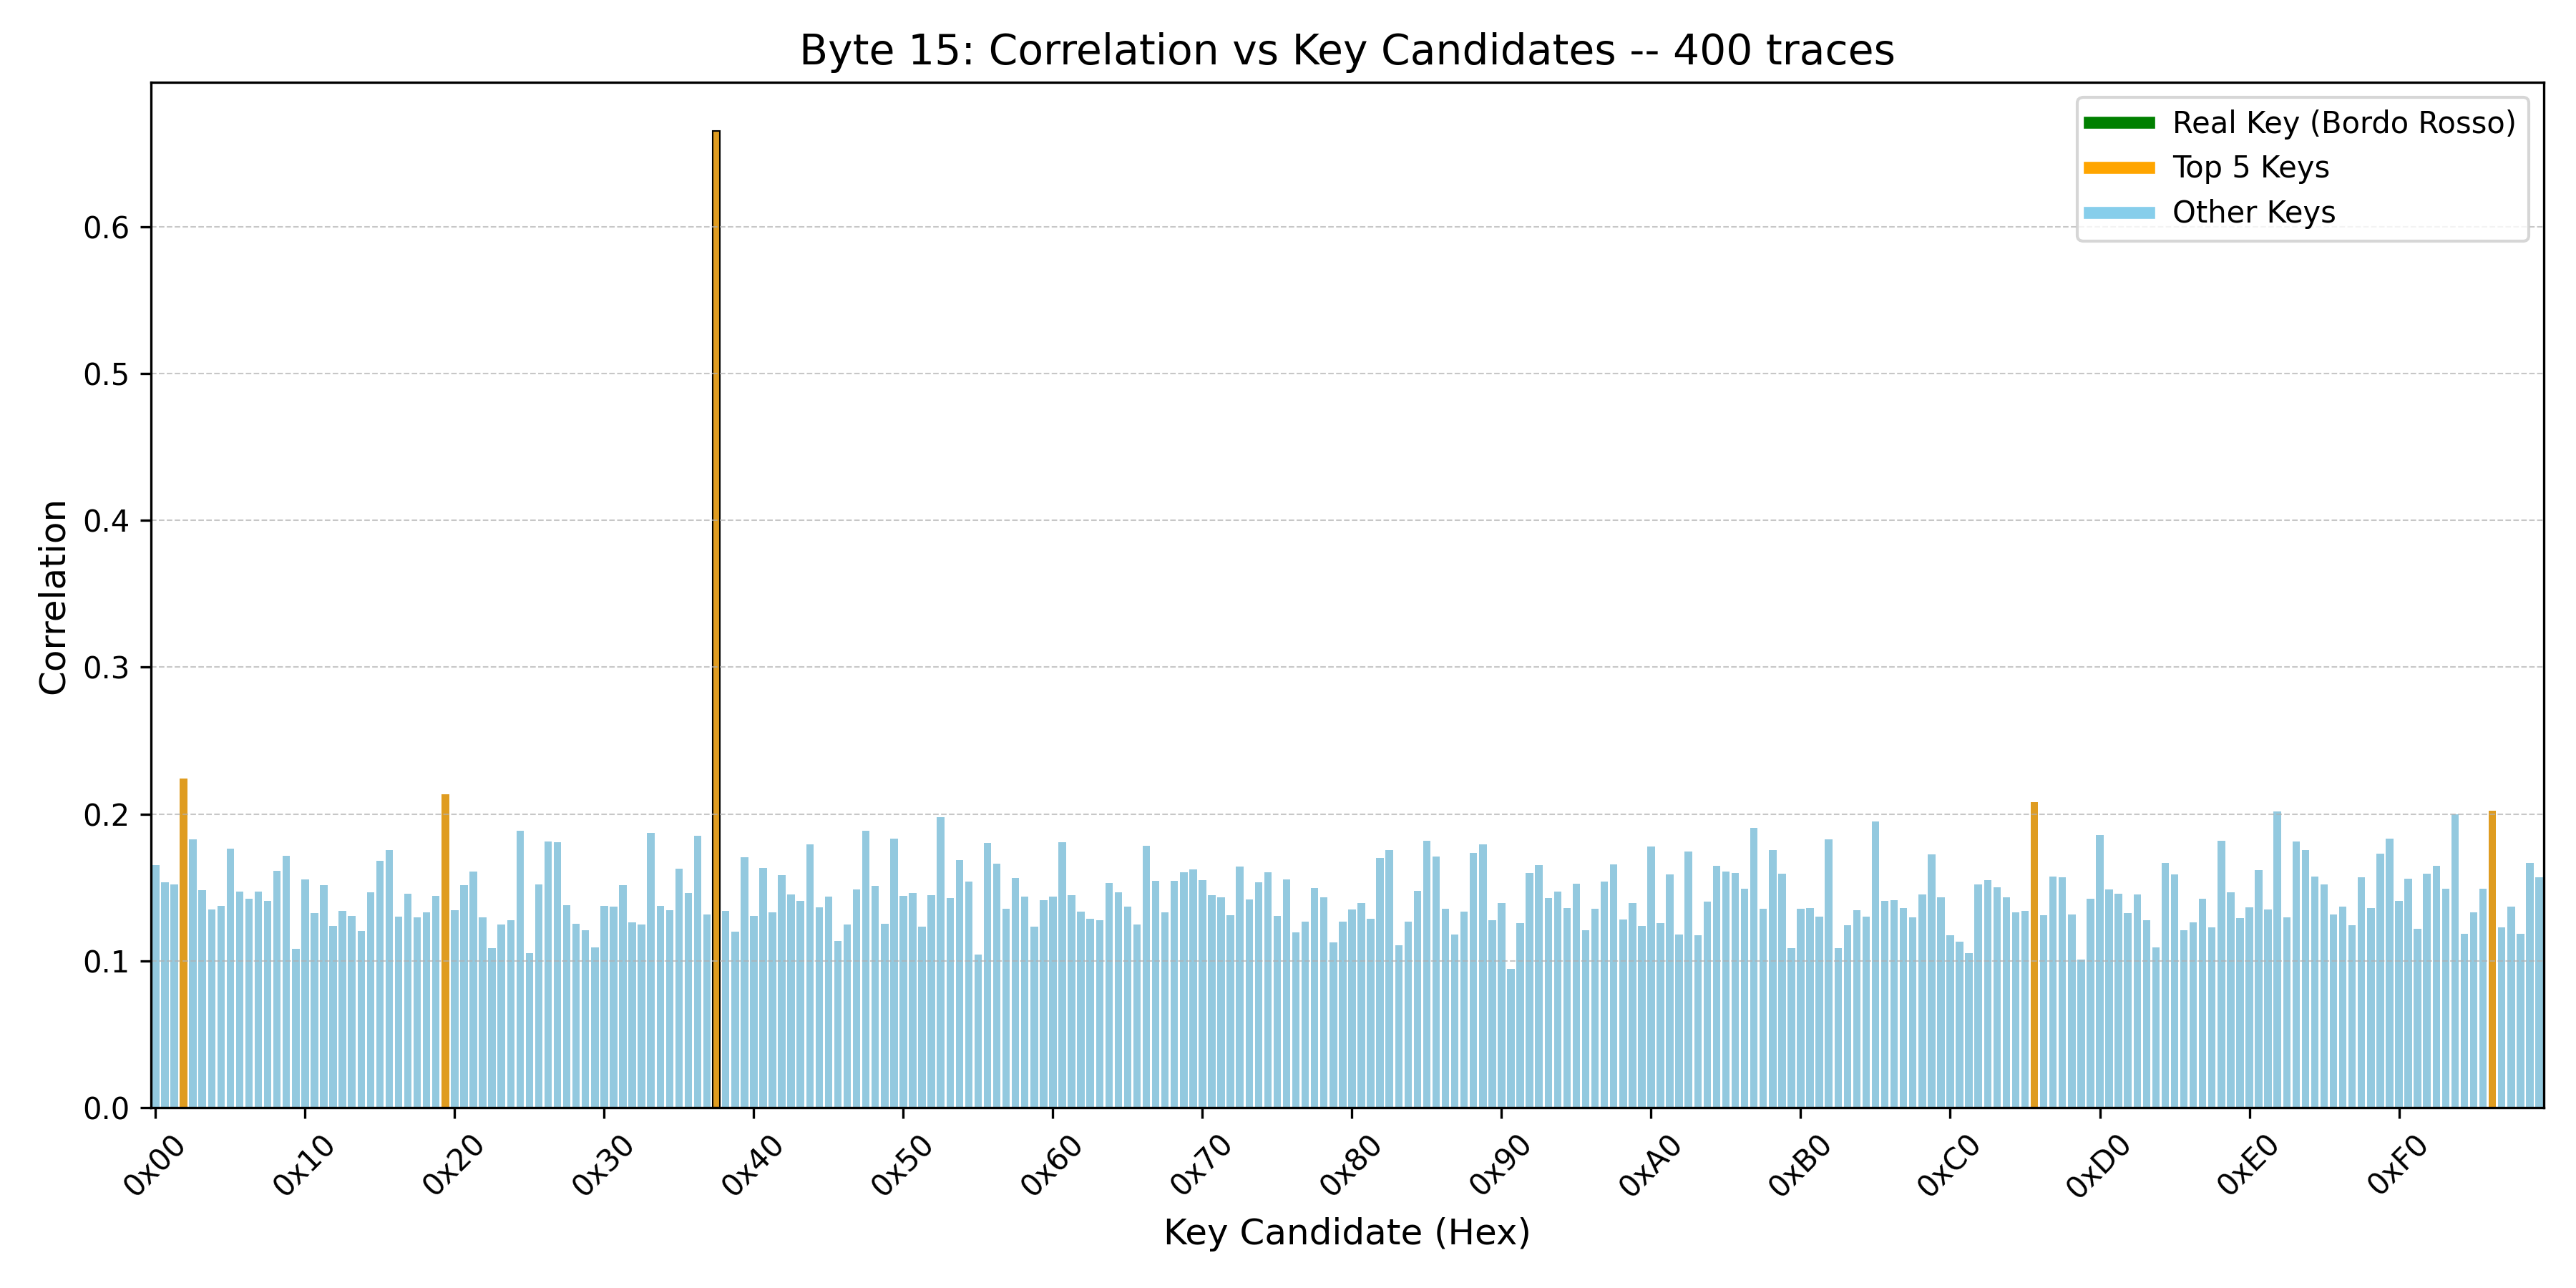 Byte 15: Correlation vs Key Candidates -- 400 traces
Real Key (Bordo Rosso)
Top 5 Keys
Other Keys
Correlation
0.6
0.5
0.4
0.3
0.2
0.1
0.0
0x00 0x10 0x20 0x30 0x40 0x50 0x60 0x70 0x80 0x90 0xA0 0xB0 0xC0 0xD0 0xE0 0xF0
Key Candidate (Hex)